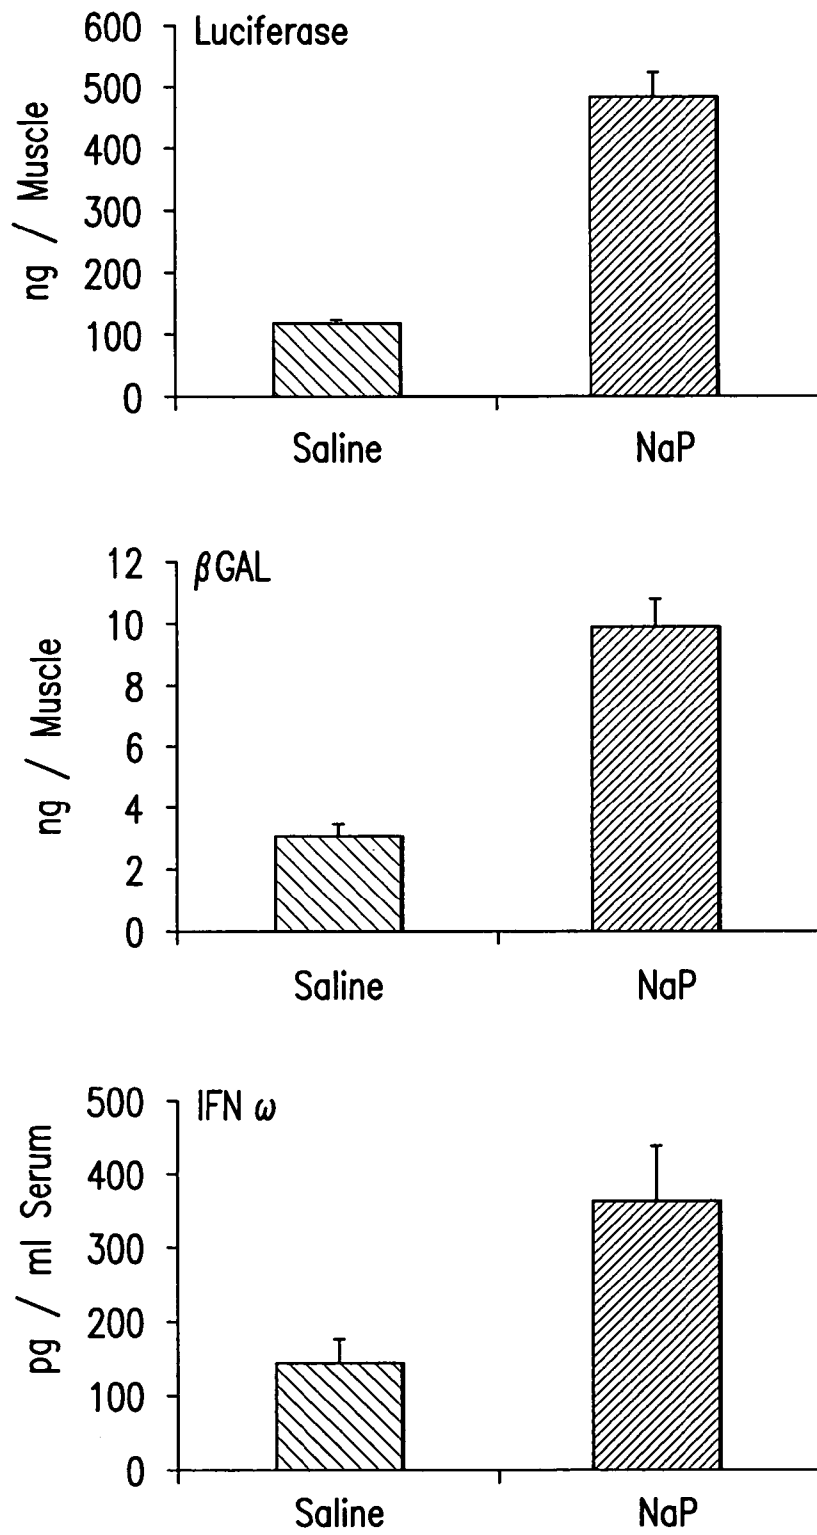 Luciferase
ng / Muscle
600
500
400
300
200
100
0
Saline NaP
β GAL
ng / Muscle
12
10
8
6
4
2
0
Saline NaP
IFN ω
pg / ml Serum
500
400
300
200
100
0
Saline NaP